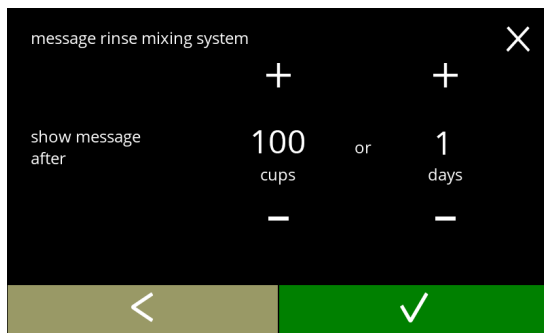 message rinse mixing system
+ +
show message
after
100 or 1
cups days
- -